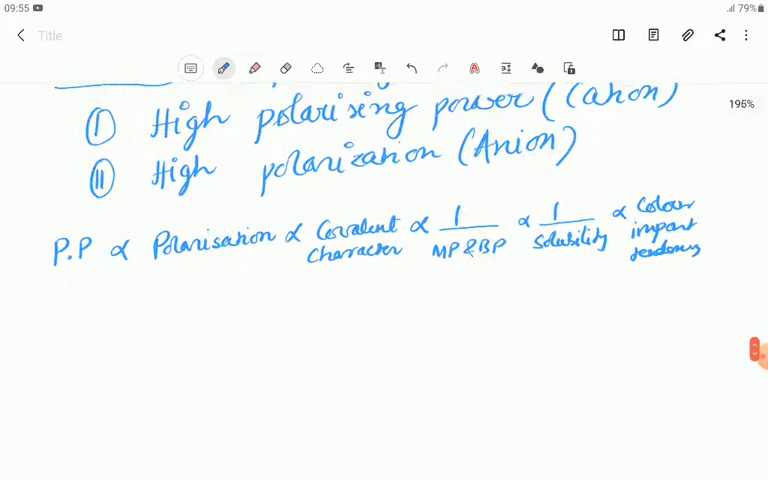 09:55
79%
Title
196%
I High polarising power (Cation)
II High polarization (Anion)
P.P ∝ Polarisation ∝ Covalent character ∝ 1/MP & BP ∝ 1/solubility ∝ Colour impart tendency